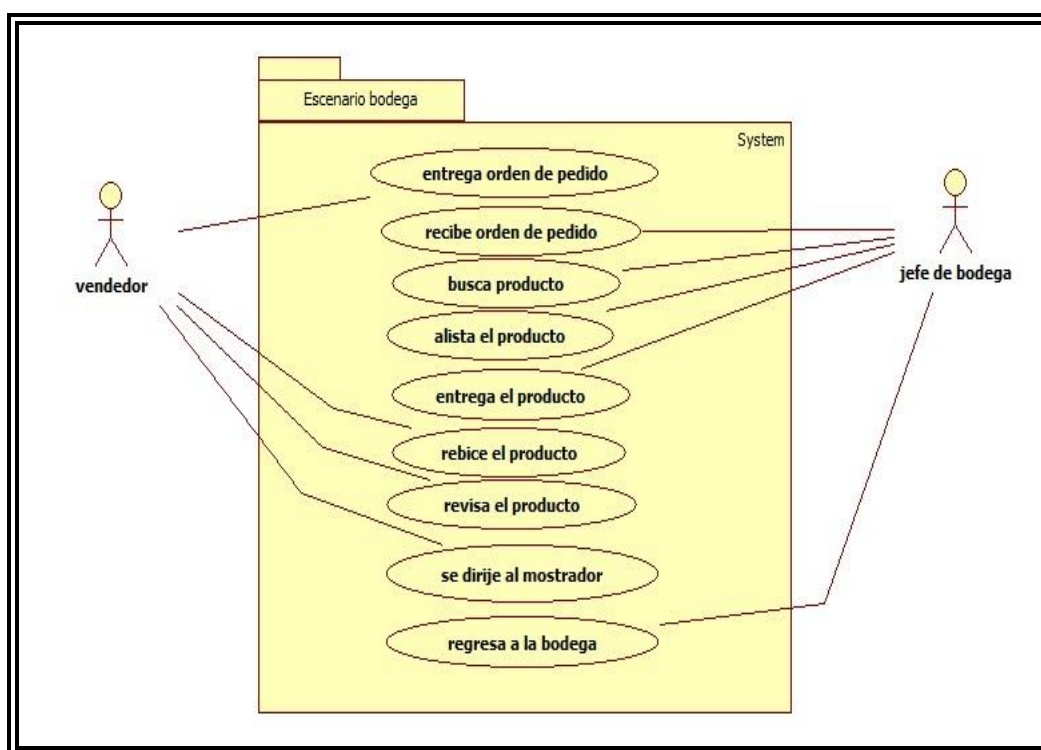 Escenario bodega
System
entrega orden de pedido
recibe orden de pedido
vendedor
busca producto
jefe de bodega
alista el producto
entrega el producto
rebice el producto
revisa el producto
se dirije al mostrador
regresa a la bodega